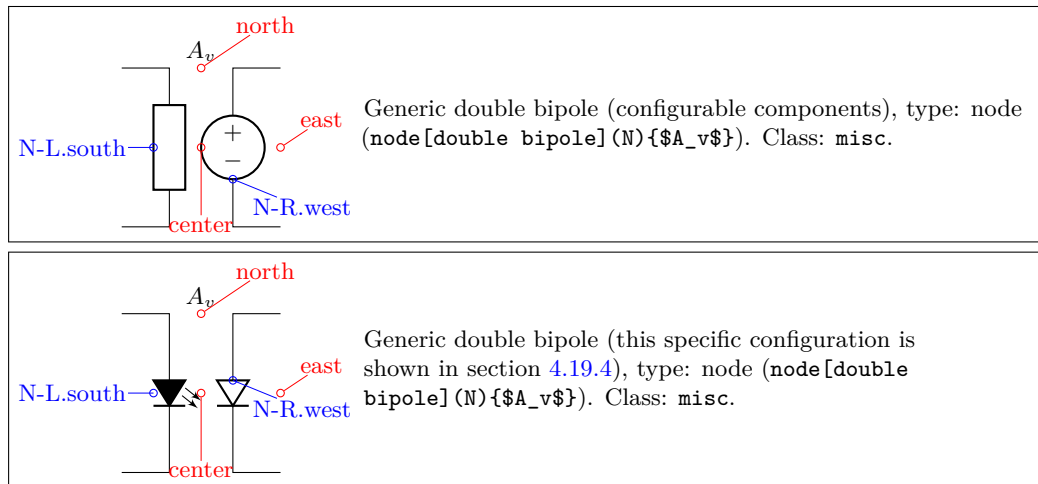 north
A_v
Generic double bipole (configurable components), type: node
(node[double bipole](N){$A_v$}). Class: misc.
east
N-L.south
+
−
N-R.west
center
north
A_v
Generic double bipole (this specific configuration is
shown in section 4.19.4), type: node (node[double
bipole](N){$A_v$}). Class: misc.
east
N-L.south
N-R.west
center